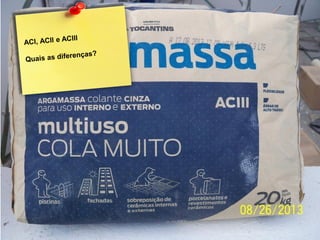 ACI, ACII e ACIII
Quais as diferenças?
TOCANTINS
massa
ARGAMASSA colante CINZA
para uso INTERNO e EXTERNO
ACIII
multiuso
COLA MUITO
piscinas
fachadas
sobreposição de
cerâmicas internas
e externas
porcelanatos e
revestimentos
cerâmicos
20kg
08/26/2013